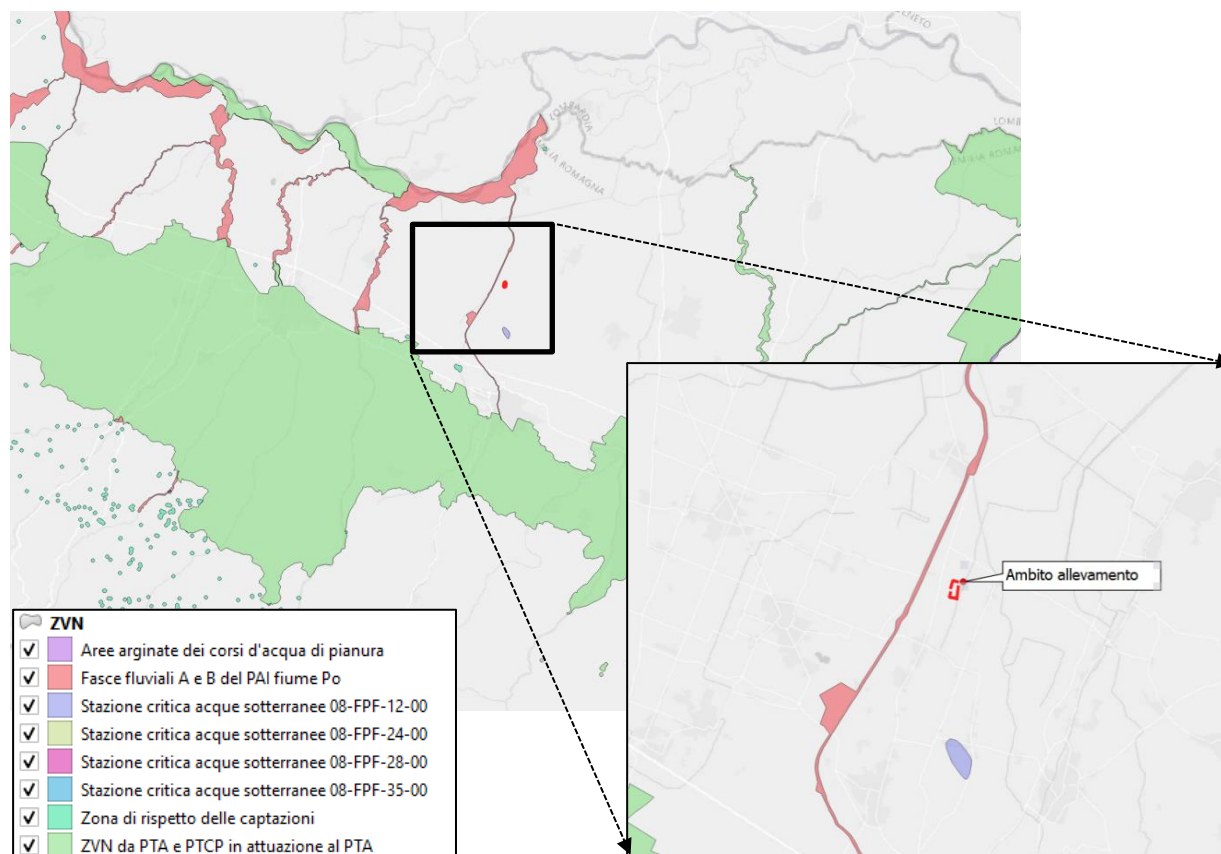 LOMBARDIA
EMILIA ROMAGNA
LOMB
EMILIA ROMAGN
Ambito allevamento
ZVN
Aree arginate dei corsi d'acqua di pianura
Fasce fluviali A e B del PAI fiume Po
Stazione critica acque sotterranee 08-FPF-12-00
Stazione critica acque sotterranee 08-FPF-24-00
Stazione critica acque sotterranee 08-FPF-28-00
Stazione critica acque sotterranee 08-FPF-35-00
Zona di rispetto delle captazioni
ZVN da PTA e PTCP in attuazione al PTA